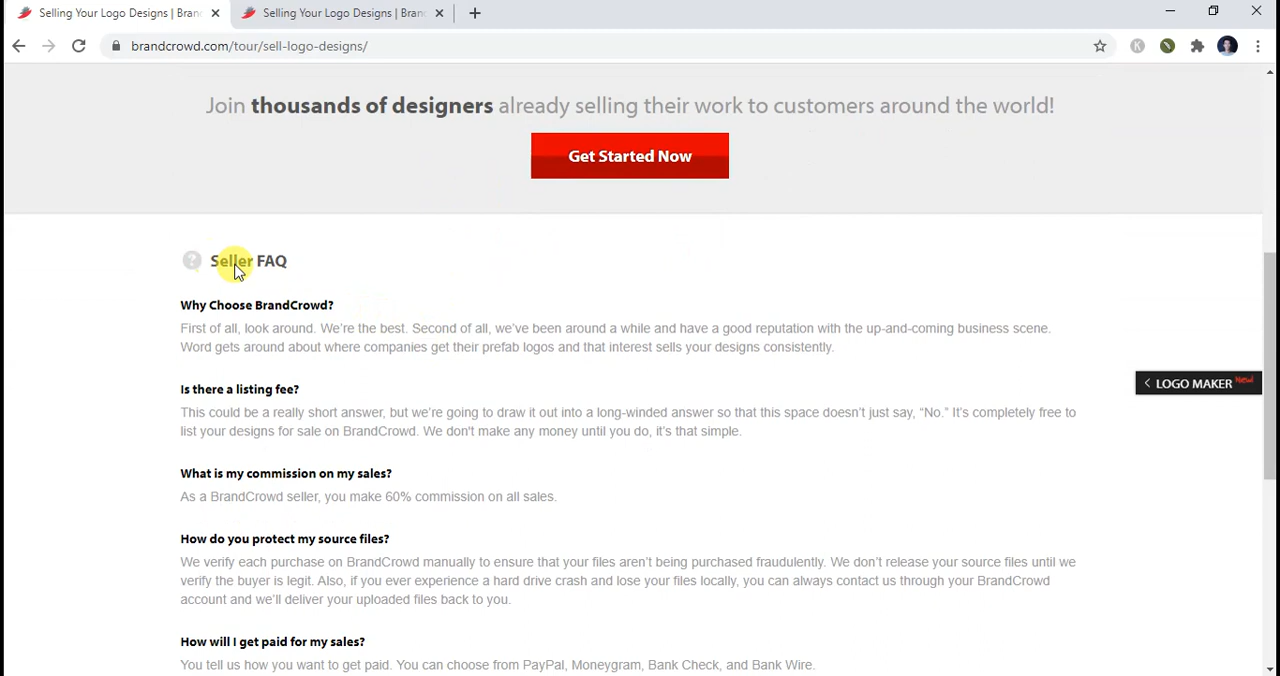 Selling Your Logo Designs | Bran
Selling Your Logo Designs | Bran
brandcrowd.com/tour/sell-logo-designs/
Join thousands of designers already selling their work to customers around the world!
Get Started Now
Seller FAQ
Why Choose BrandCrowd?
First of all, look around. We're the best. Second of all, we've been around a while and have a good reputation with the up-and-coming business scene.
Word gets around about where companies get their prefab logos and that interest sells your designs consistently.
LOGO MAKER New!
Is there a listing fee?
This could be a really short answer, but we're going to draw it out into a long-winded answer so that this space doesn't just say, “No.” It's completely free to
list your designs for sale on BrandCrowd. We don't make any money until you do, it's that simple.
What is my commission on my sales?
As a BrandCrowd seller, you make 60% commission on all sales.
How do you protect my source files?
We verify each purchase on BrandCrowd manually to ensure that your files aren't being purchased fraudulently. We don't release your source files until we
verify the buyer is legit. Also, if you ever experience a hard drive crash and lose your files locally, you can always contact us through your BrandCrowd
account and we'll deliver your uploaded files back to you.
How will I get paid for my sales?
You tell us how you want to get paid. You can choose from PayPal, Moneygram, Bank Check, and Bank Wire.